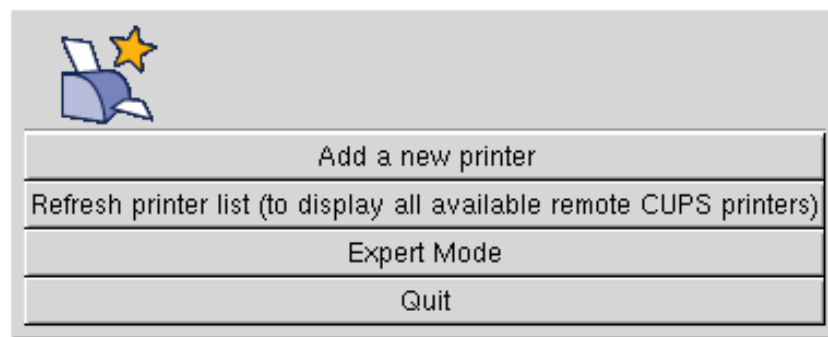 Add a new printer
Refresh printer list (to display all available remote CUPS printers)
Expert Mode
Quit